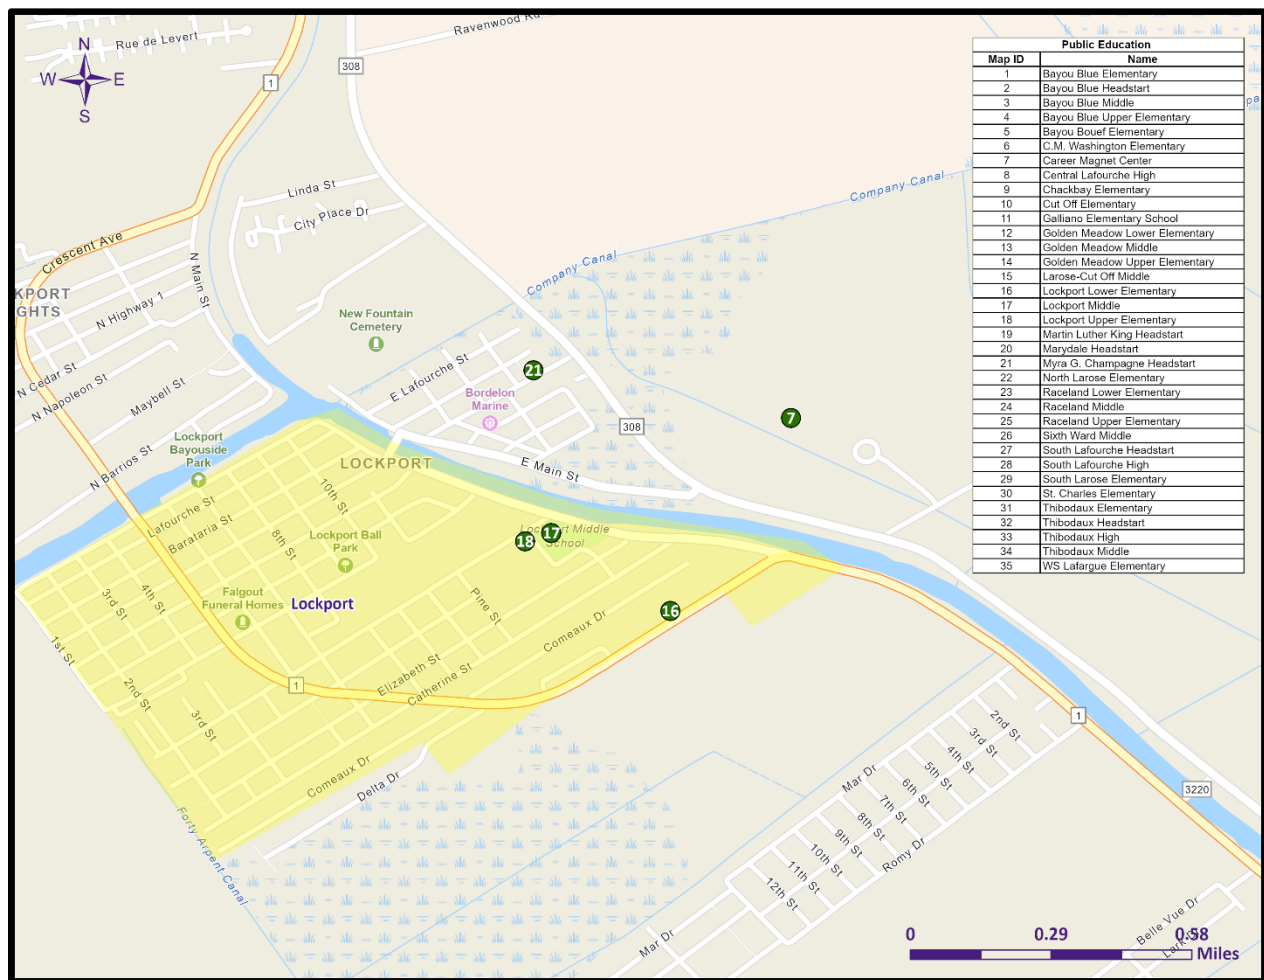 Rue de Levert
Ravenwood Rd
N
W E
S
308
1
Linda St
City Place Dr
Company Canal
Company Canal
Crescent Ave
N Main St
N Highway 1
KPORT
GHTS
New Fountain
Cemetery
N Cedar St
N Napoleon St
Maybell St
E Lafourche St
21
Bordelon
Marine
7
308
Lockport
Bayouside
Park
N Barrios St
LOCKPORT
E Main St
Lafourche St
Barataria St
10th St
8th St
Lockport Ball
Park
18
17
Lockport Middle
School
Falgout
Funeral Homes
Lockport
4th St
3rd St
1st St
2nd St
3rd St
Pine St
Elizabeth St
Catherine St
Comeaux Dr
16
1
Comeaux Dr
Delta Dr
Forty Arpent Canal
1
3220
Mar Dr
2nd St
3rd St
4th St
5th St
6th St
7th St
8th St
9th St
10th St
11th St
12th St
Romy Dr
Mar Dr
Belle Vue Dr
Lark Dr
0 0.29 0.58
Miles
Public Education
Map ID Name
1 Bayou Blue Elementary
2 Bayou Blue Headstart
3 Bayou Blue Middle
4 Bayou Blue Upper Elementary
5 Bayou Bouef Elementary
6 C.M. Washington Elementary
7 Career Magnet Center
8 Central Lafourche High
9 Chackbay Elementary
10 Cut Off Elementary
11 Galliano Elementary School
12 Golden Meadow Lower Elementary
13 Golden Meadow Middle
14 Golden Meadow Upper Elementary
15 Larose-Cut Off Middle
16 Lockport Lower Elementary
17 Lockport Middle
18 Lockport Upper Elementary
19 Martin Luther King Headstart
20 Marydale Headstart
21 Myra G. Champagne Headstart
22 North Larose Elementary
23 Raceland Lower Elementary
24 Raceland Middle
25 Raceland Upper Elementary
26 Sixth Ward Middle
27 South Lafourche Headstart
28 South Lafourche High
29 South Larose Elementary
30 St. Charles Elementary
31 Thibodaux Elementary
32 Thibodaux Headstart
33 Thibodaux High
34 Thibodaux Middle
35 WS Lafargue Elementary